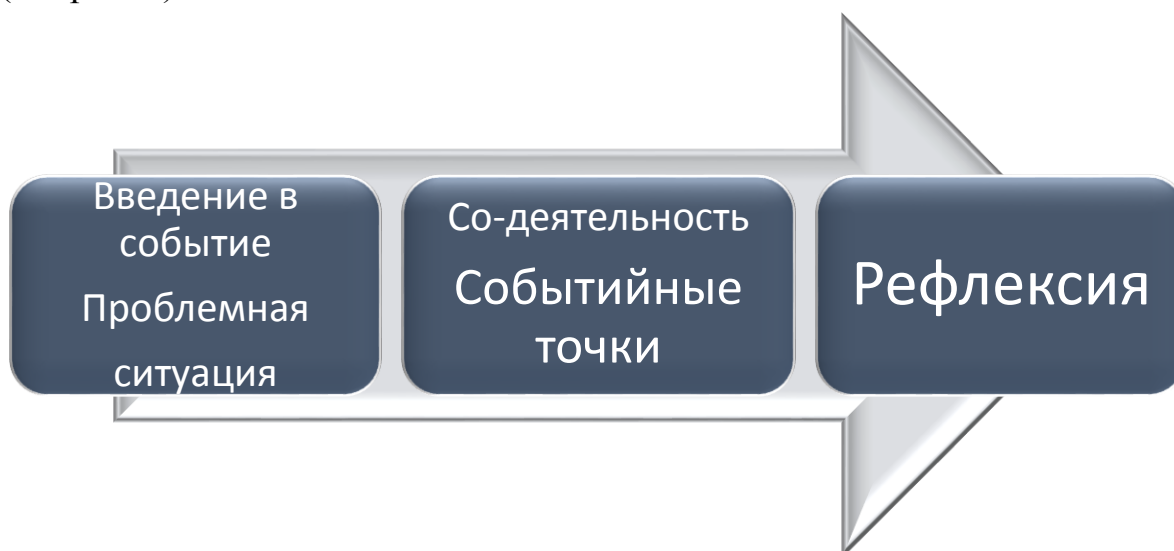 Введение в
событие
Проблемная
ситуация
Со-деятельность
Событийные
точки
Рефлексия